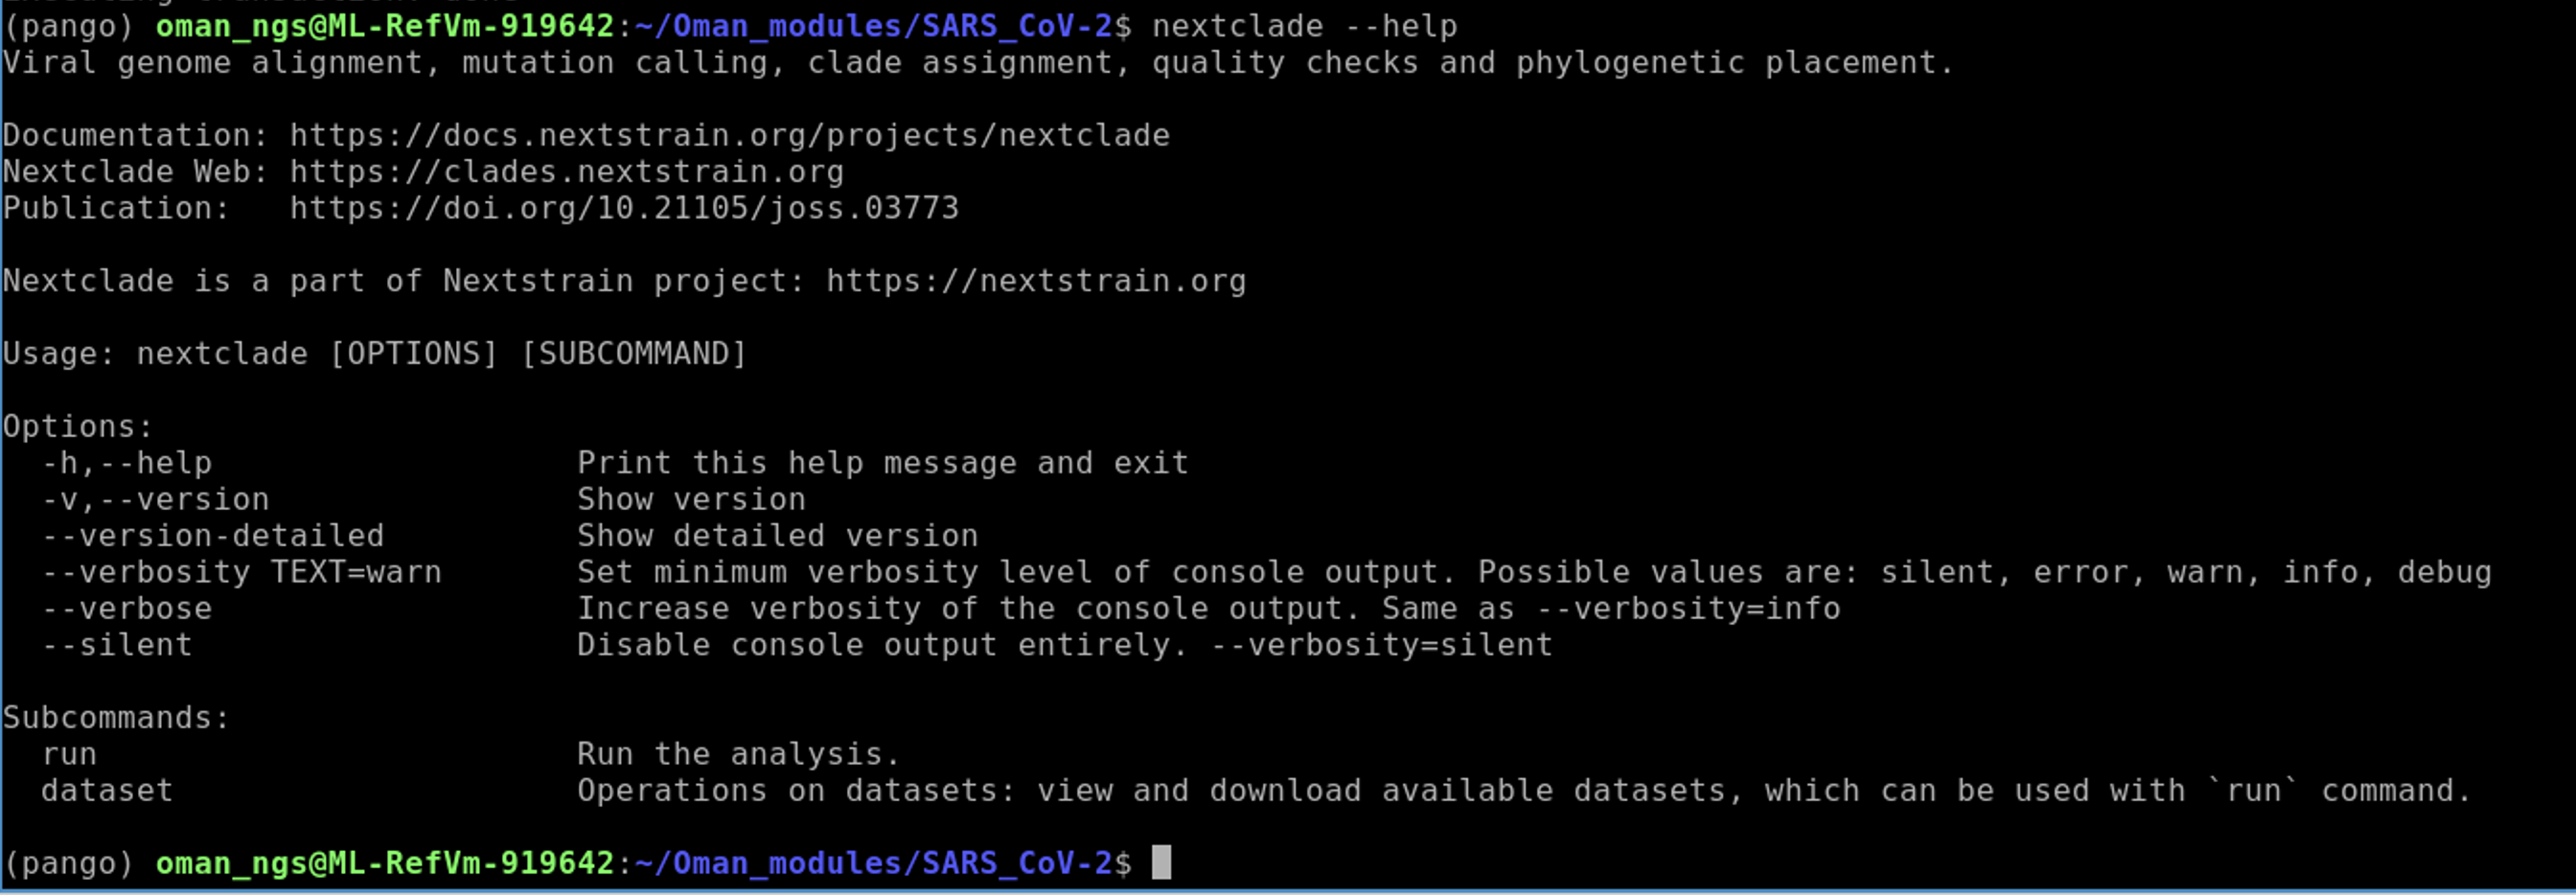 (pango) oman_ngs@ML-RefVm-919642:~/Oman_modules/SARS_CoV-2$ nextclade --help
Viral genome alignment, mutation calling, clade assignment, quality checks and phylogenetic placement.
Documentation: https://docs.nextstrain.org/projects/nextclade
Nextclade Web: https://clades.nextstrain.org
Publication:   https://doi.org/10.21105/joss.03773
Nextclade is a part of Nextstrain project: https://nextstrain.org
Usage: nextclade [OPTIONS] [SUBCOMMAND]
Options:
  -h,--help                   Print this help message and exit
  -v,--version                Show version
  --version-detailed          Show detailed version
  --verbosity TEXT=warn       Set minimum verbosity level of console output. Possible values are: silent, error, warn, info, debug
  --verbose                   Increase verbosity of the console output. Same as --verbosity=info
  --silent                    Disable console output entirely. --verbosity=silent
Subcommands:
  run                         Run the analysis.
  dataset                     Operations on datasets: view and download available datasets, which can be used with `run` command.
(pango) oman_ngs@ML-RefVm-919642:~/Oman_modules/SARS_CoV-2$